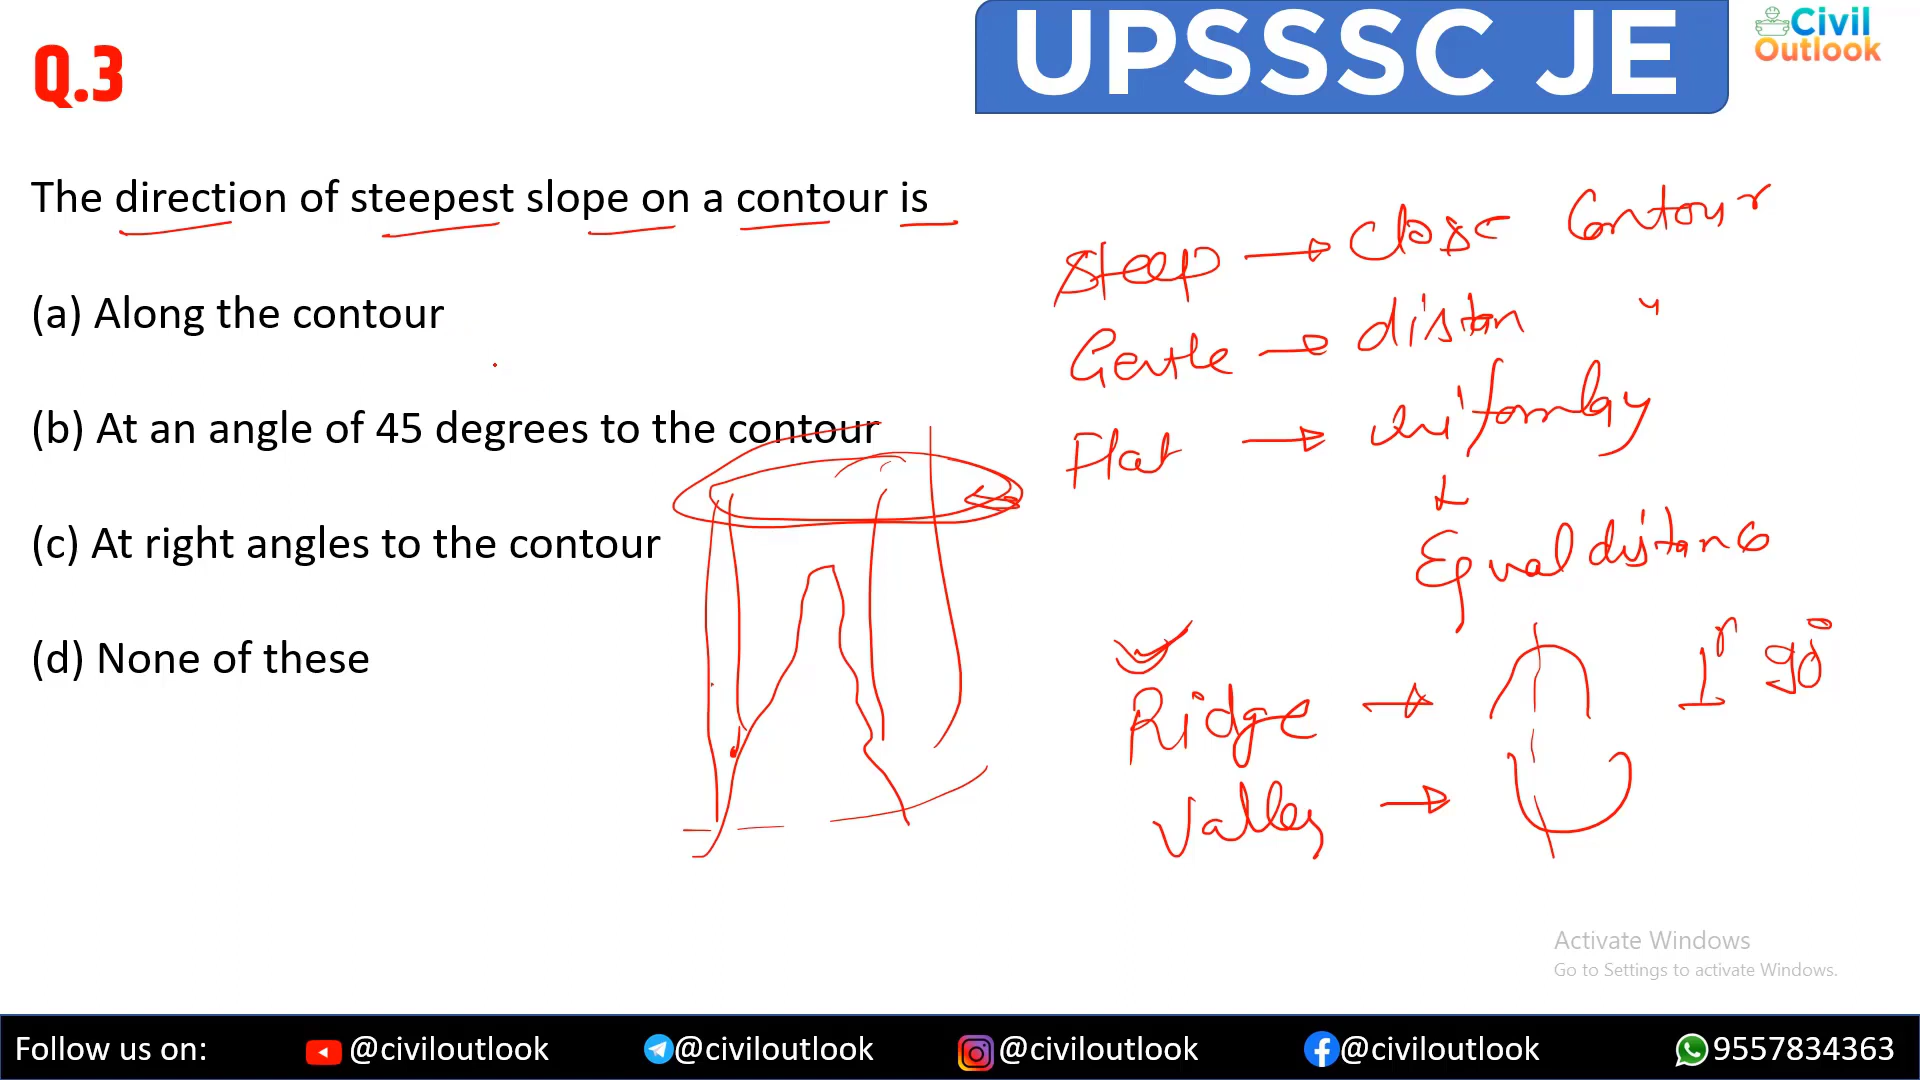 UPSSSC JE
Civil
Outlook
Q.3
The direction of steepest slope on a contour is
(a) Along the contour
(b) At an angle of 45 degrees to the contour
(c) At right angles to the contour
(d) None of these
Steep → Close Contour
Gentle → distan "
Flat → uniformly
+
Equal distance
Ridge → ⊥r 90°
Valley →
Activate Windows
Go to Settings to activate Windows.
Follow us on: @civiloutlook @civiloutlook @civiloutlook @civiloutlook 9557834363